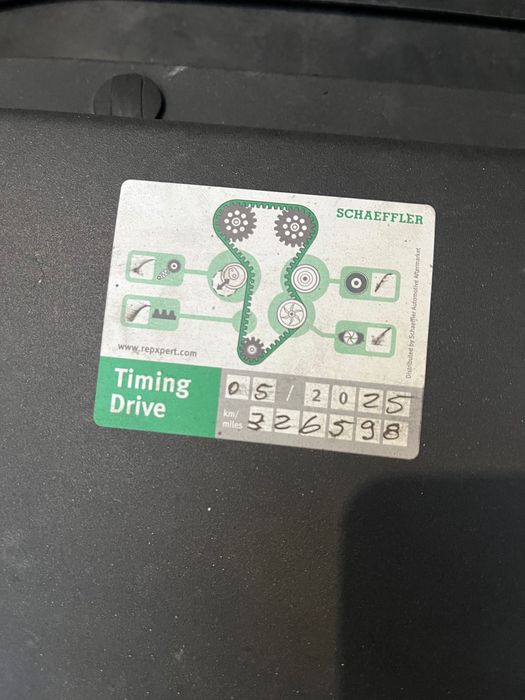 SCHAEFFLER
Distributed by Schaeffler Automotive Aftermarket
www.repxpert.com
Timing
Drive
05/2025
km/
miles
326598